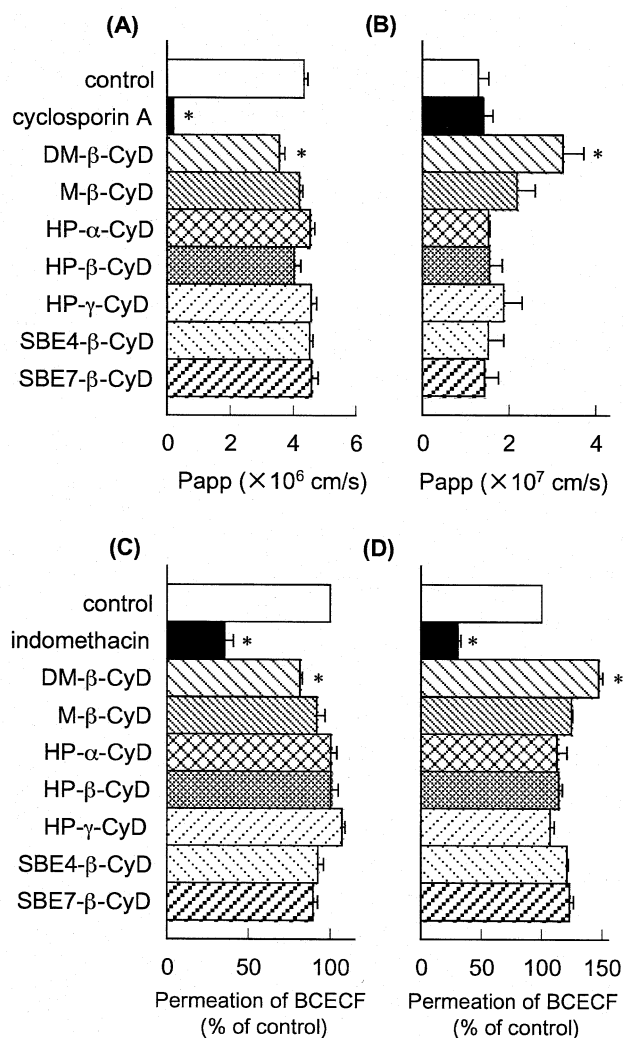 (A) (B)
control
cyclosporin A *
DM-β-CyD * *
M-β-CyD
HP-α-CyD
HP-β-CyD
HP-γ-CyD
SBE4-β-CyD
SBE7-β-CyD
0 2 4 6 0 2 4
Papp (×10⁶ cm/s) Papp (×10⁷ cm/s)
(C) (D)
control
indomethacin * *
DM-β-CyD * *
M-β-CyD
HP-α-CyD
HP-β-CyD
HP-γ-CyD
SBE4-β-CyD
SBE7-β-CyD
0 50 100 0 50 100 150
Permeation of BCECF Permeation of BCECF
(% of control) (% of control)